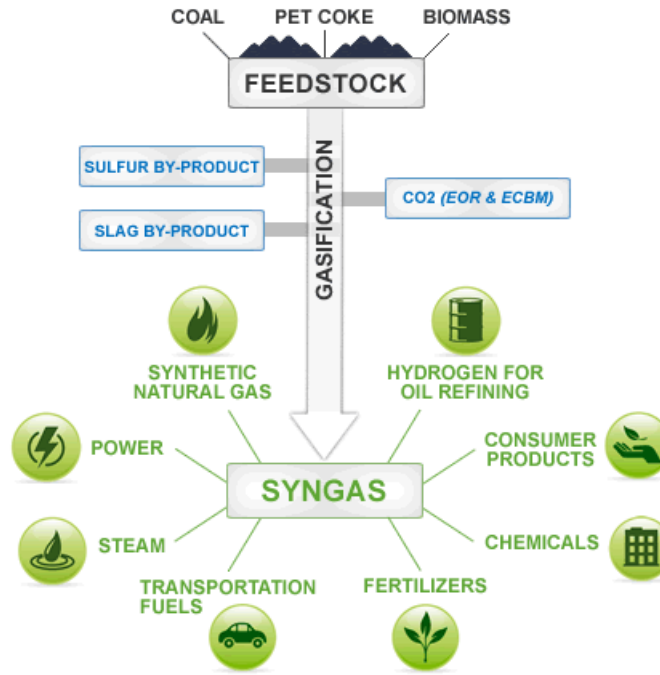 COAL
PET COKE
BIOMASS
FEEDSTOCK
GASIFICATION
SULFUR BY-PRODUCT
CO2 (EOR & ECBM)
SLAG BY-PRODUCT
SYNTHETIC
NATURAL GAS
HYDROGEN FOR
OIL REFINING
POWER
CONSUMER
PRODUCTS
SYNGAS
STEAM
CHEMICALS
TRANSPORTATION
FUELS
FERTILIZERS